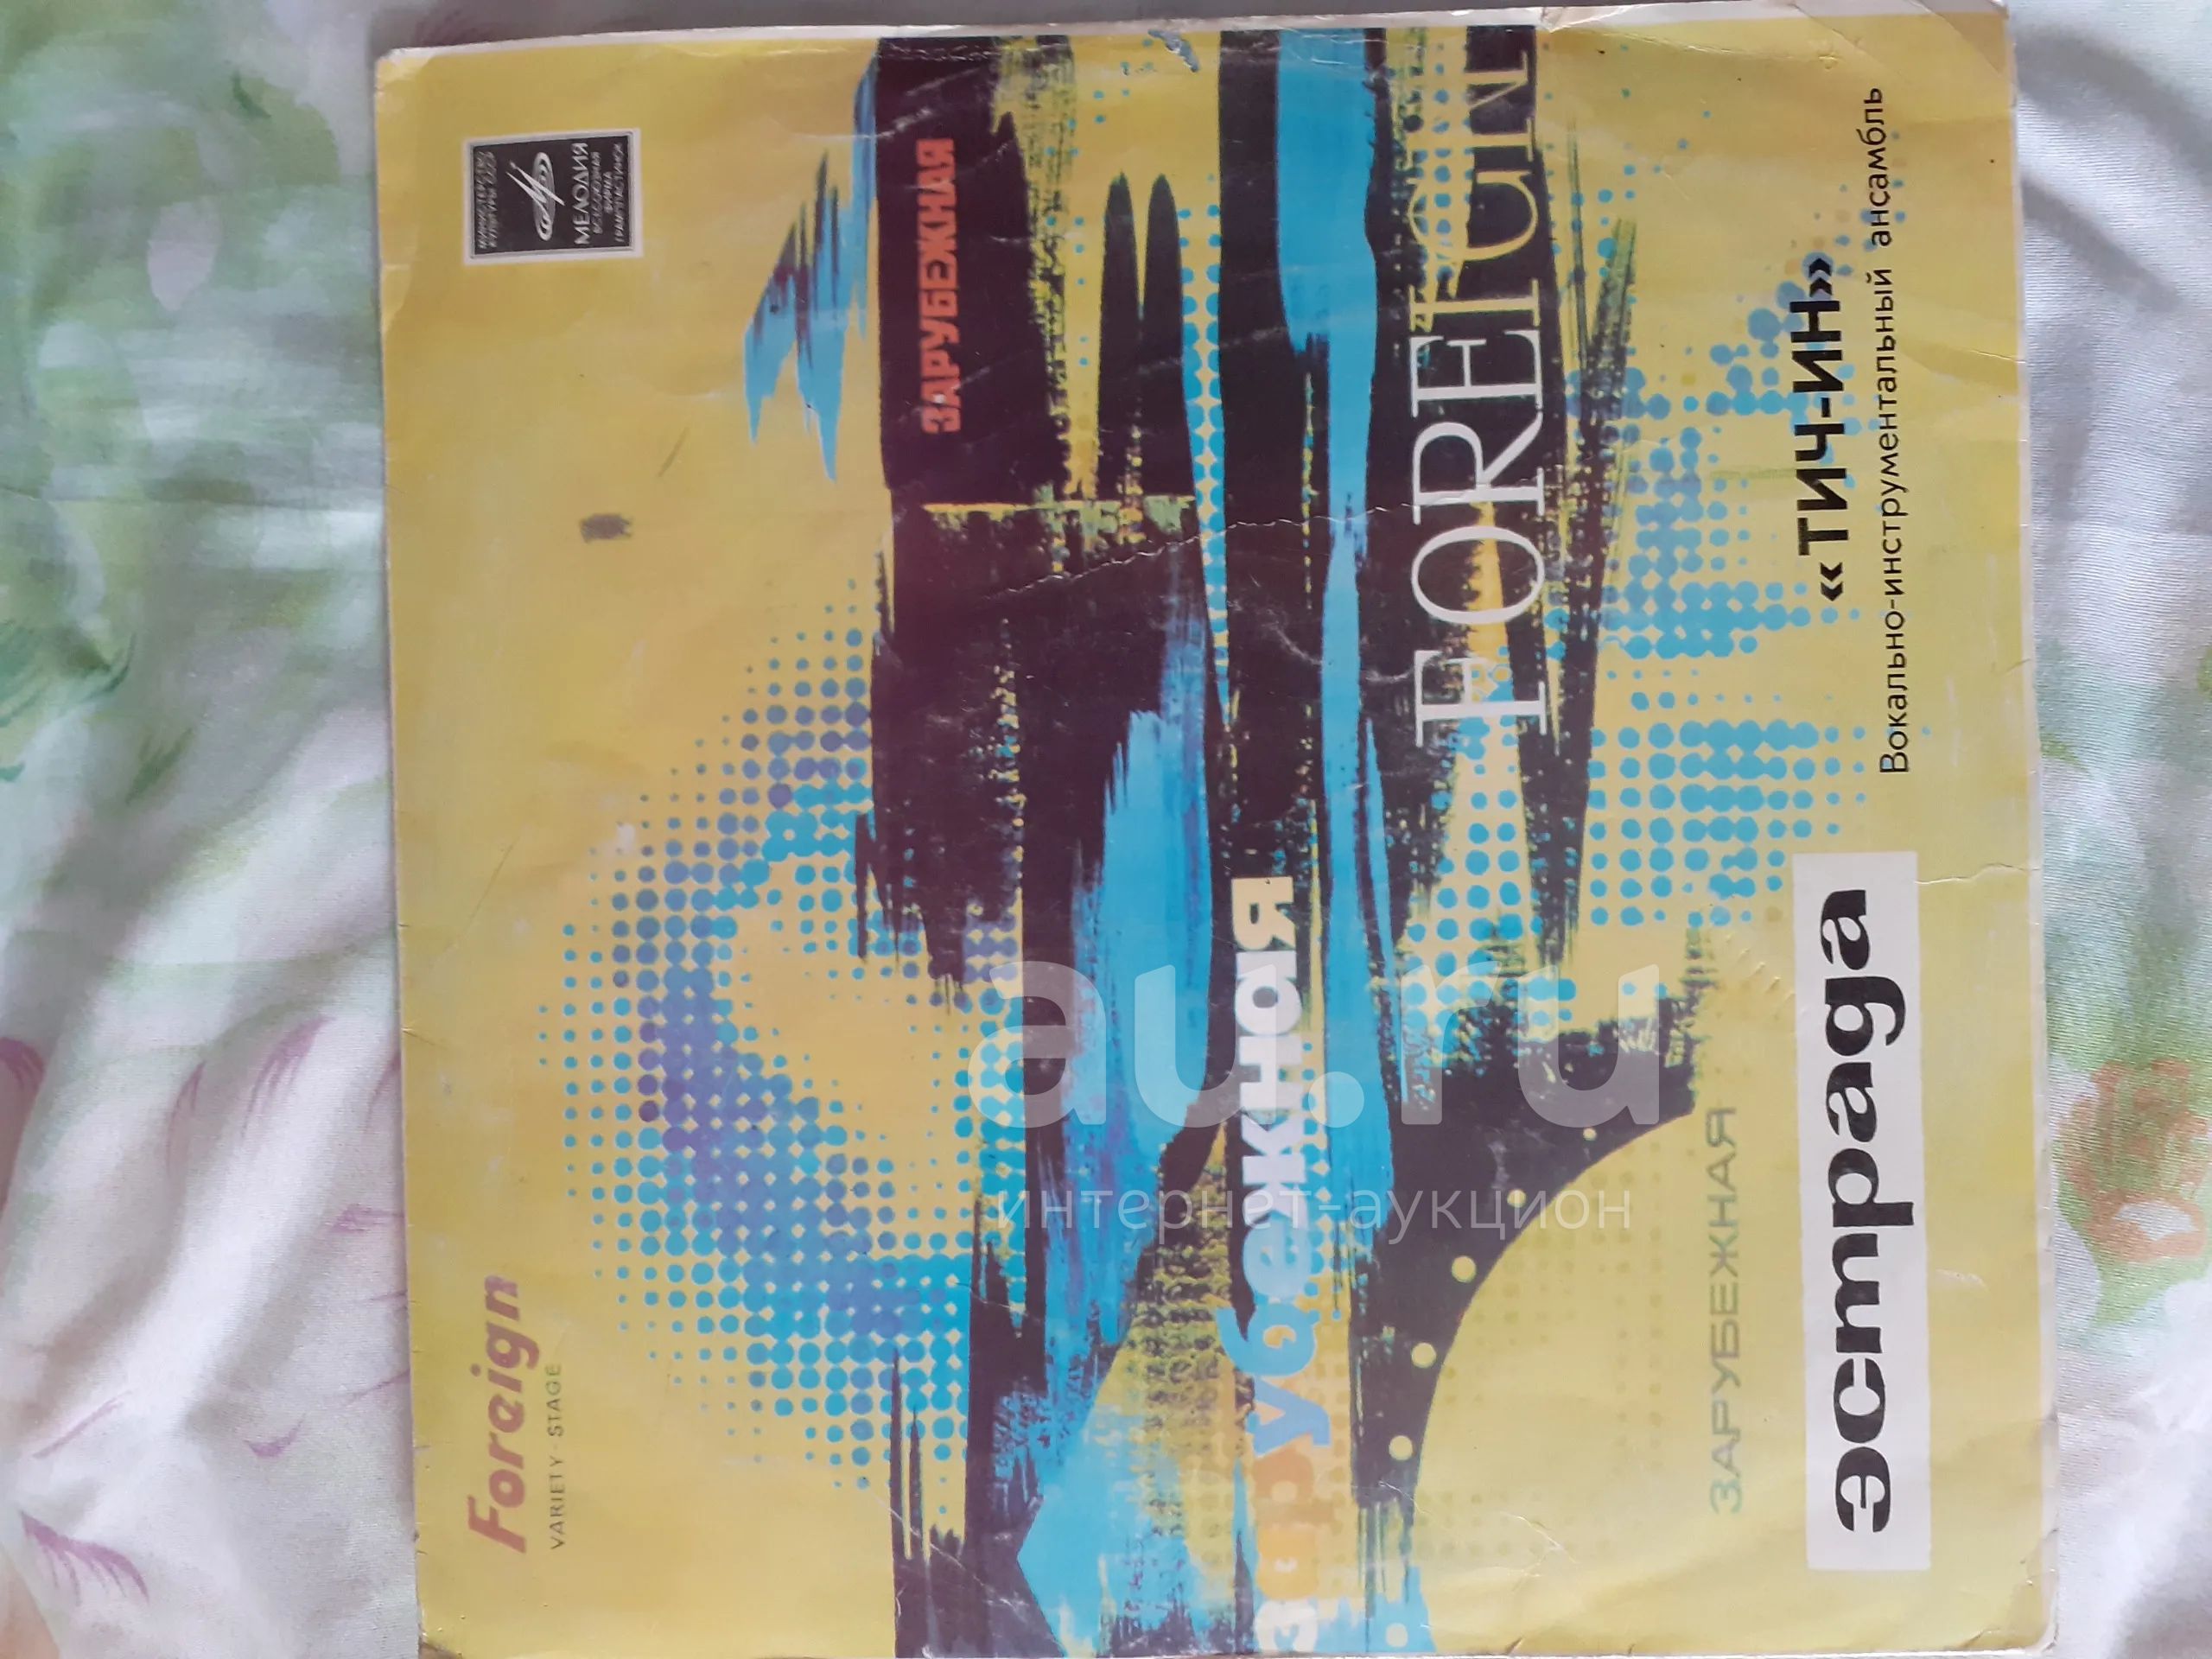 Foreign
VARIETY · STAGE
МИНИСТЕРСТВО
КУЛЬТУРЫ СССР
МЕЛОДИЯ
ВСЕСОЮЗНАЯ
ФИРМА
ГРАМПЛАСТИНОК
ЗАРУБЕЖНАЯ
зарубежная
FOREIGN
ЗАРУБЕЖНАЯ
эстрада
«ТИЧ-ИН»
Вокально-инструментальный ансамбль
au.ru
интернет-аукцион